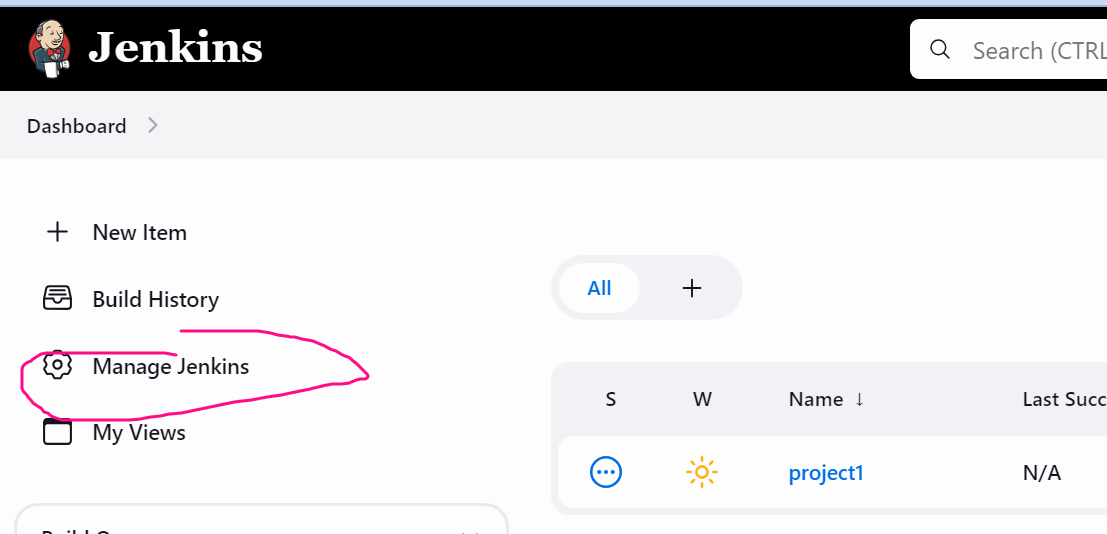 Jenkins
Search (CTRL
Dashboard
New Item
Build History
Manage Jenkins
My Views
All
S W Name ↓ Last Succ
project1 N/A